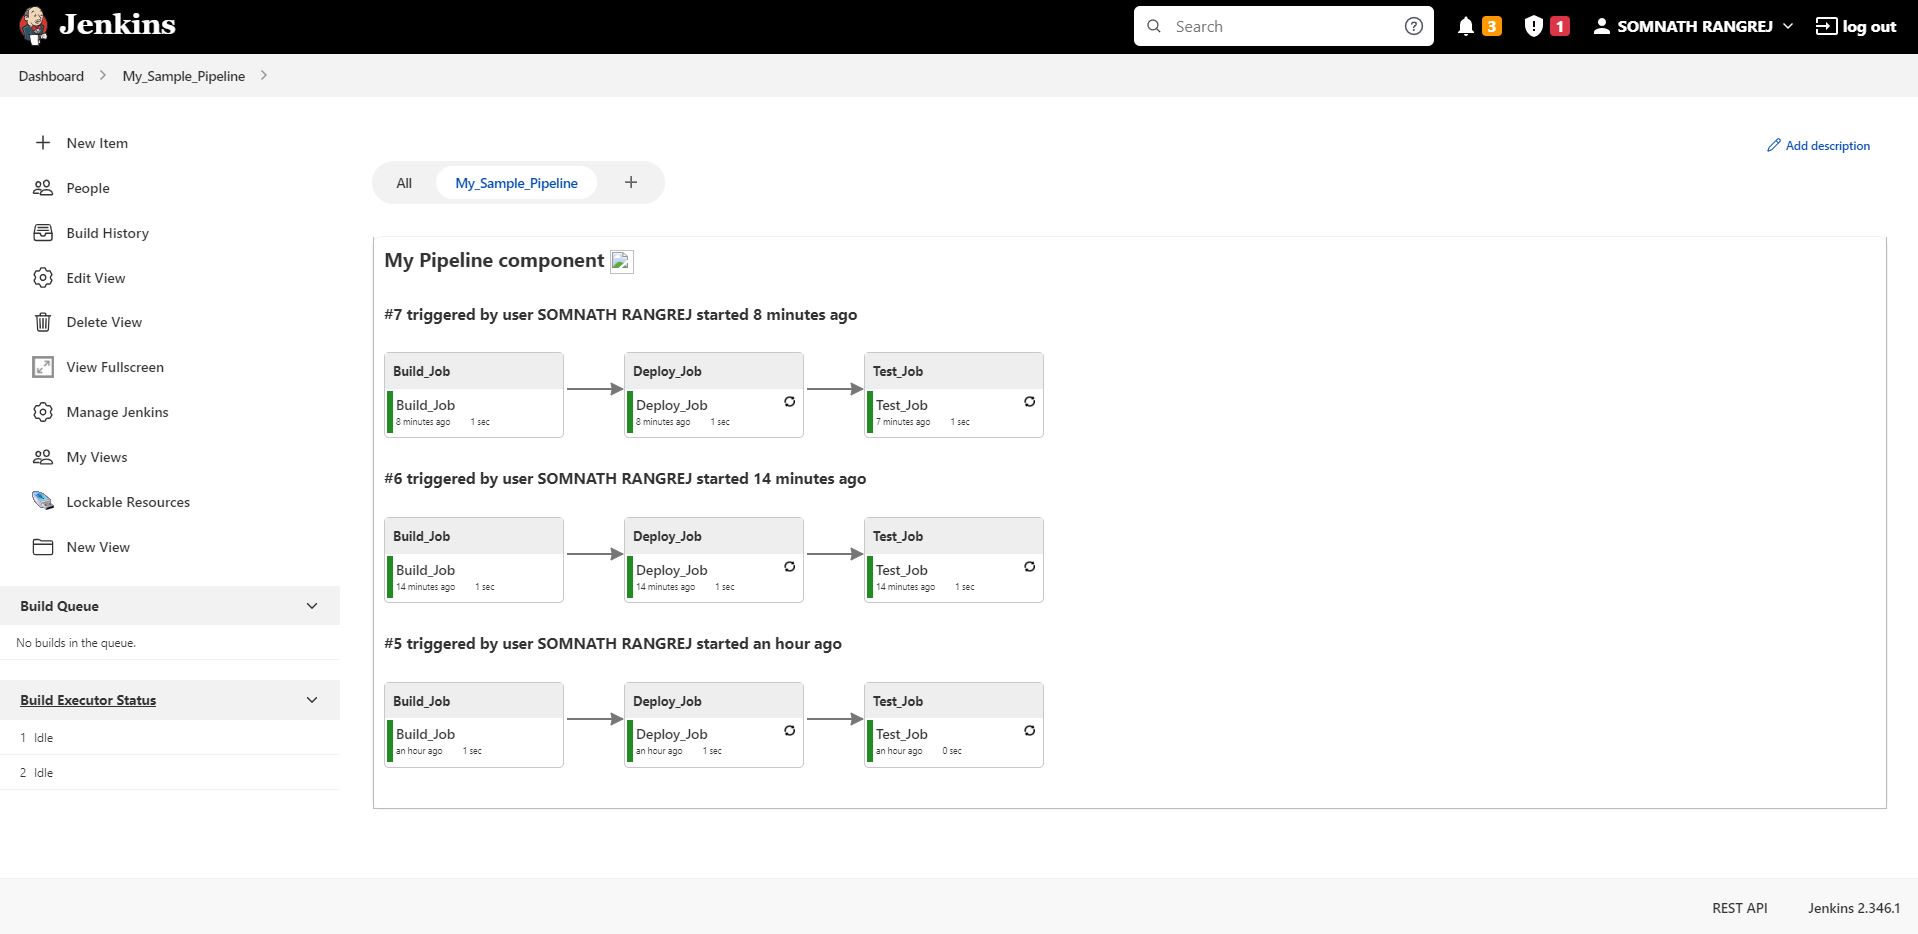 Jenkins
Search
3
1
SOMNATH RANGREJ
log out
Dashboard
My_Sample_Pipeline
New Item
People
Build History
Edit View
Delete View
View Fullscreen
Manage Jenkins
My Views
Lockable Resources
New View
Build Queue
No builds in the queue.
Build Executor Status
1 Idle
2 Idle
Add description
All
My_Sample_Pipeline
My Pipeline component
#7 triggered by user SOMNATH RANGREJ started 8 minutes ago
Build_Job
Build_Job
8 minutes ago 1 sec
Deploy_Job
Deploy_Job
8 minutes ago 1 sec
Test_Job
Test_Job
7 minutes ago 1 sec
#6 triggered by user SOMNATH RANGREJ started 14 minutes ago
Build_Job
Build_Job
14 minutes ago 1 sec
Deploy_Job
Deploy_Job
14 minutes ago 1 sec
Test_Job
Test_Job
14 minutes ago 1 sec
#5 triggered by user SOMNATH RANGREJ started an hour ago
Build_Job
Build_Job
an hour ago 1 sec
Deploy_Job
Deploy_Job
an hour ago 1 sec
Test_Job
Test_Job
an hour ago 0 sec
REST API
Jenkins 2.346.1